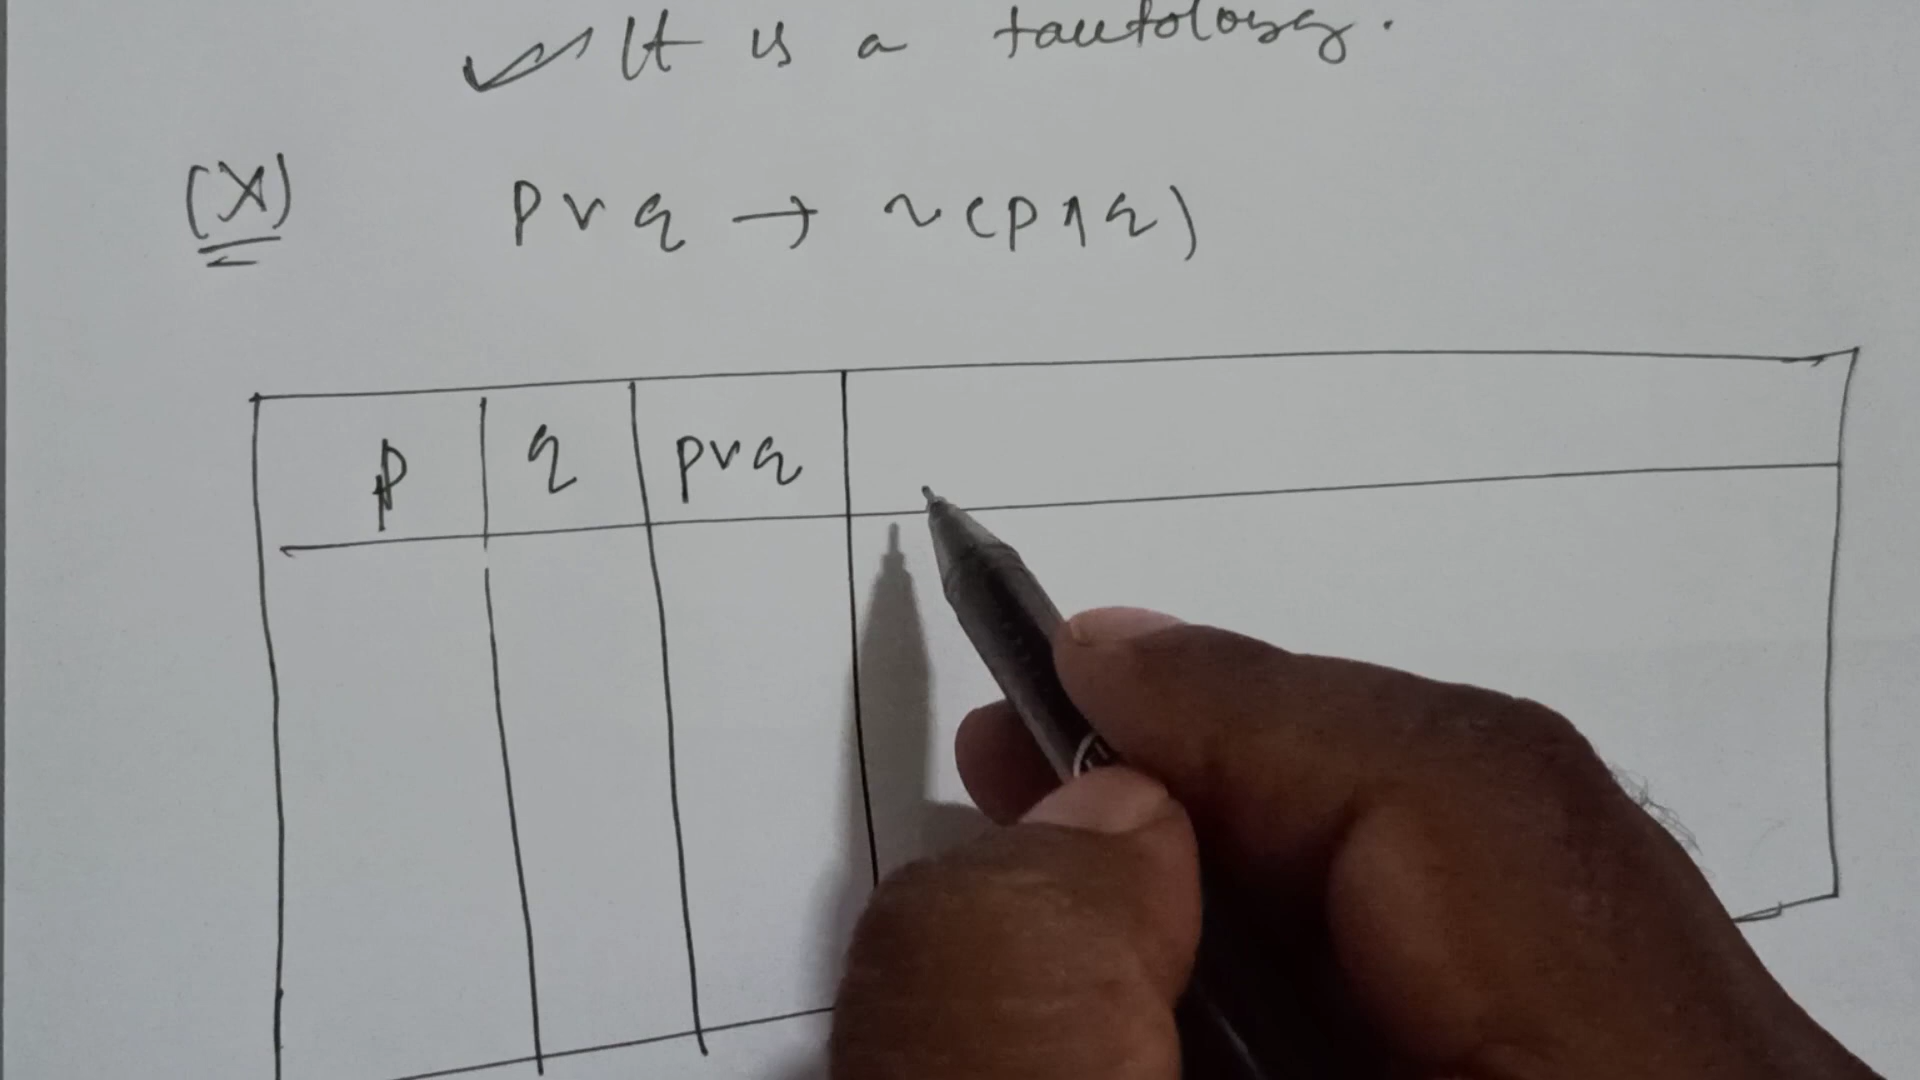 It is a tautology.
(X) p ∨ q → ~(p ∧ q)
p q p∨q